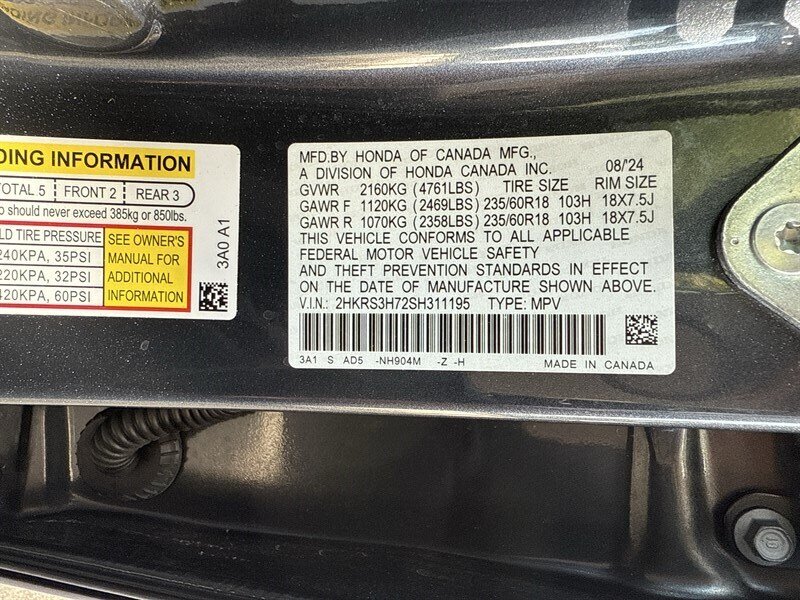 DING INFORMATION
TOTAL 5 FRONT 2 REAR 3
should never exceed 385kg or 850lbs.
TIRE PRESSURE
240KPA, 35PSI
220KPA, 32PSI
420KPA, 60PSI
SEE OWNER'S
MANUAL FOR
ADDITIONAL
INFORMATION
3A0 A1
MFD.BY HONDA OF CANADA MFG.,
A DIVISION OF HONDA CANADA INC. 08/'24
GVWR 2160KG (4761LBS) TIRE SIZE RIM SIZE
GAWR F 1120KG (2469LBS) 235/60R18 103H 18X7.5J
GAWR R 1070KG (2358LBS) 235/60R18 103H 18X7.5J
THIS VEHICLE CONFORMS TO ALL APPLICABLE
FEDERAL MOTOR VEHICLE SAFETY
AND THEFT PREVENTION STANDARDS IN EFFECT
ON THE DATE OF MANUFACTURE SHOWN ABOVE.
V.I.N.: 2HKRS3H72SH311195 TYPE: MPV
3A1 S AD5 -NH904M -Z -H MADE IN CANADA